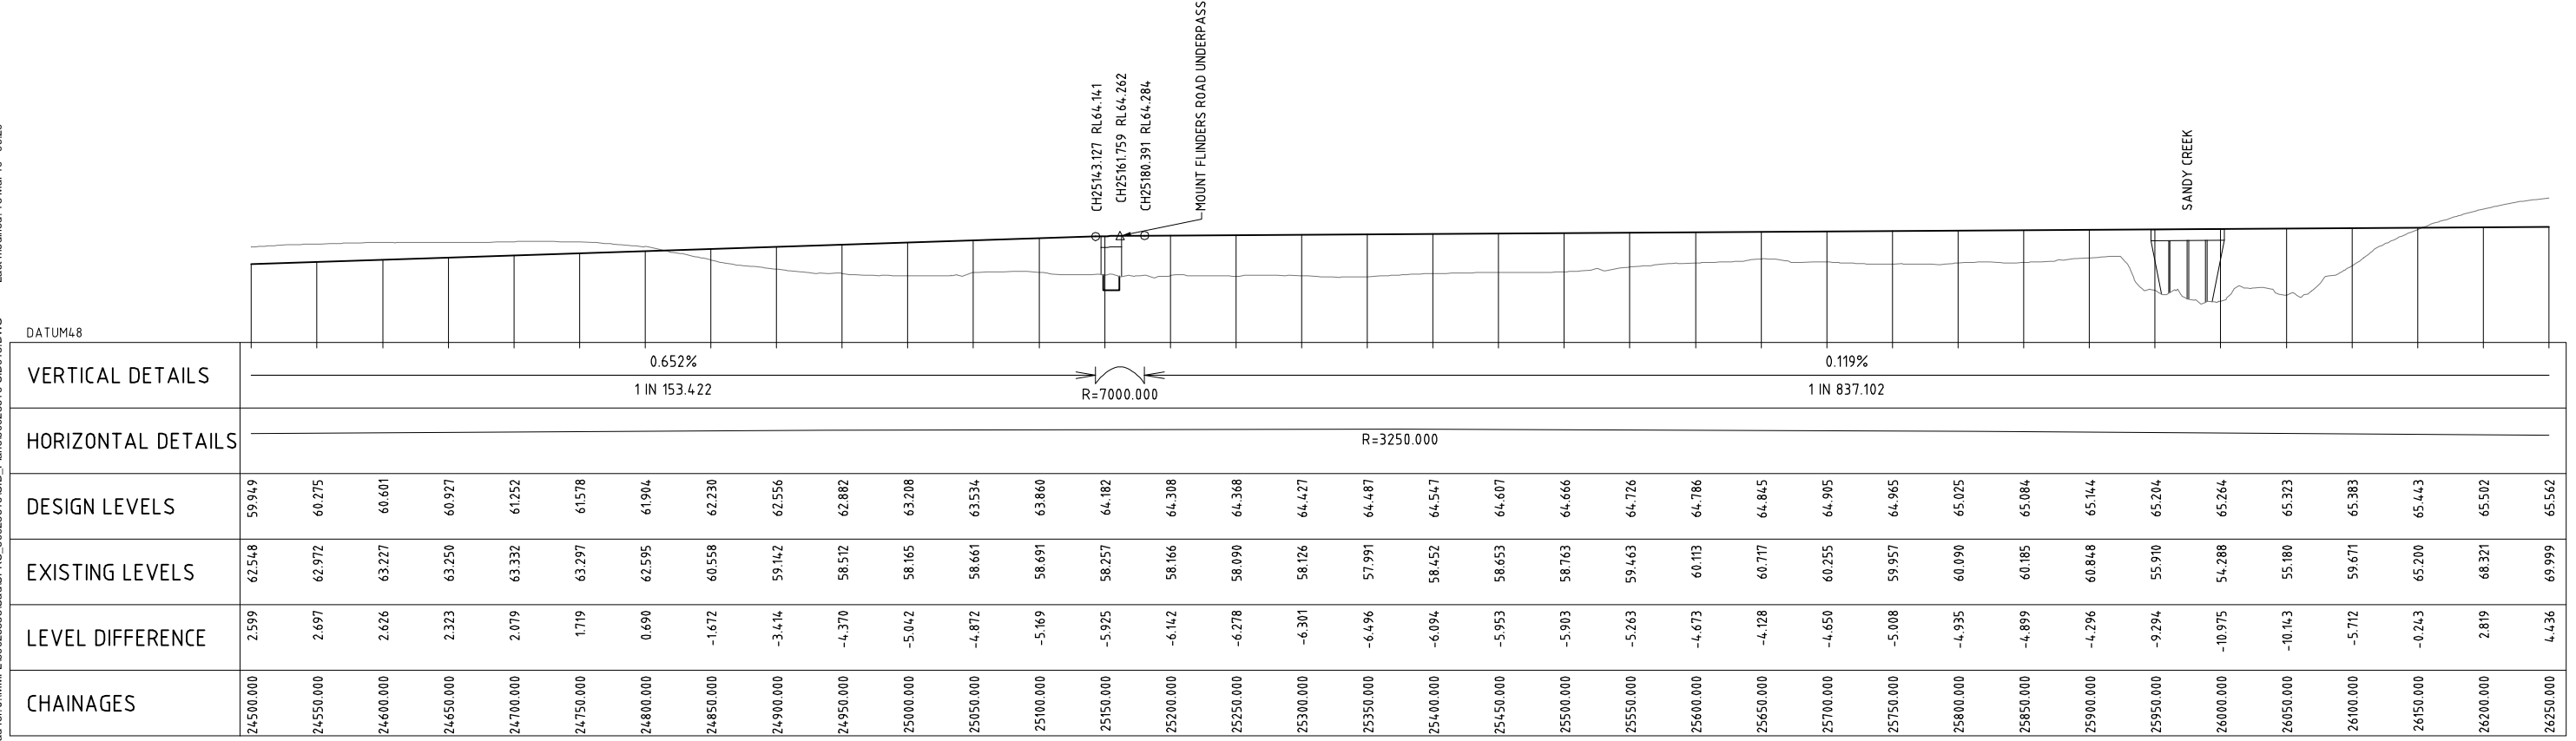 CH25143.127 RL64.141
CH25161.759 RL64.262
CH25180.391 RL64.284
MOUNT FLINDERS ROAD UNDERPASS
SANDY CREEK
DATUM48
VERTICAL DETAILS
0.652%
1 IN 153.422
R=7000.000
0.119%
1 IN 837.102
HORIZONTAL DETAILS
R=3250.000
DESIGN LEVELS 59.949 60.275 60.601 60.927 61.252 61.578 61.904 62.230 62.556 62.882 63.208 63.534 63.860 64.182 64.308 64.368 64.427 64.487 64.547 64.607 64.666 64.726 64.786 64.845 64.905 64.965 65.025 65.084 65.144 65.204 65.264 65.323 65.383 65.443 65.502 65.562
EXISTING LEVELS 62.548 62.972 63.227 63.250 63.332 63.297 62.595 60.558 59.142 58.512 58.165 58.661 58.691 58.257 58.166 58.090 58.126 57.991 58.452 58.653 58.763 59.463 60.113 60.717 60.255 59.957 60.090 60.185 60.848 55.910 54.288 55.180 59.671 65.200 68.321 69.999
LEVEL DIFFERENCE 2.599 2.697 2.626 2.323 2.079 1.719 0.690 -1.672 -3.414 -4.370 -5.042 -4.872 -5.169 -5.925 -6.142 -6.278 -6.301 -6.496 -6.094 -5.953 -5.903 -5.263 -4.673 -4.128 -4.650 -5.008 -4.935 -4.899 -4.296 -9.294 -10.975 -10.143 -5.712 -0.243 2.819 4.436
CHAINAGES 24500.000 24550.000 24600.000 24650.000 24700.000 24750.000 24800.000 24850.000 24900.000 24950.000 25000.000 25050.000 25100.000 25150.000 25200.000 25250.000 25300.000 25350.000 25400.000 25450.000 25500.000 25550.000 25600.000 25650.000 25700.000 25750.000 25800.000 25850.000 25900.000 25950.000 26000.000 26050.000 26100.000 26150.000 26200.000 26250.000